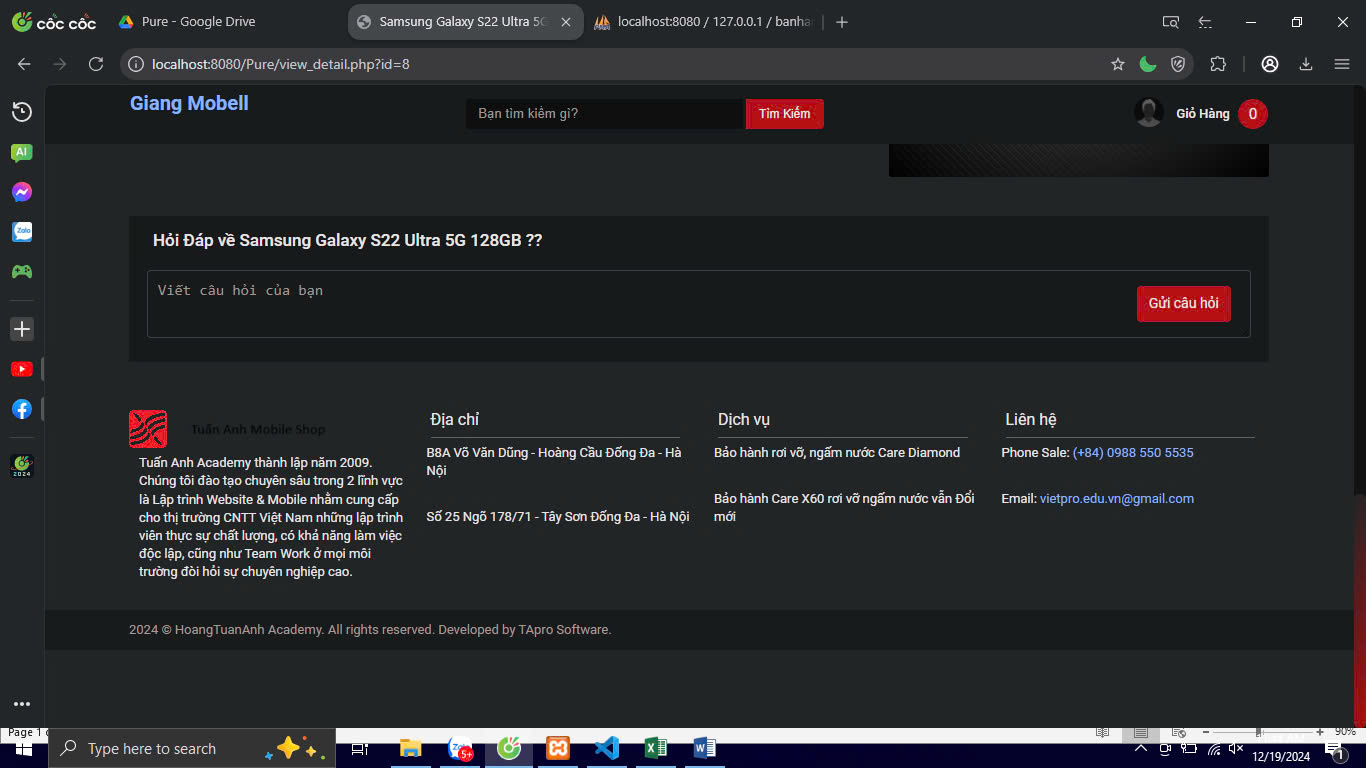 cốc cốc
Pure - Google Drive
Samsung Galaxy S22 Ultra 5G
localhost:8080 / 127.0.0.1 / banhan
localhost:8080/Pure/view_detail.php?id=8
Giang Mobell
Bạn tìm kiếm gì?
Tìm Kiếm
Giỏ Hàng
0
AI
Zalo
2024
Hỏi Đáp về Samsung Galaxy S22 Ultra 5G 128GB ??
Viết câu hỏi của bạn
Gửi câu hỏi
Tuấn Anh Mobile Shop
Tuấn Anh Academy thành lập năm 2009.
Chúng tôi đào tạo chuyên sâu trong 2 lĩnh vực
là Lập trình Website & Mobile nhằm cung cấp
cho thị trường CNTT Việt Nam những lập trình
viên thực sự chất lượng, có khả năng làm việc
độc lập, cũng như Team Work ở mọi môi
trường đòi hỏi sự chuyên nghiệp cao.
Địa chỉ
B8A Võ Văn Dũng - Hoàng Cầu Đống Đa - Hà
Nội
Số 25 Ngõ 178/71 - Tây Sơn Đống Đa - Hà Nội
Dịch vụ
Bảo hành rơi vỡ, ngấm nước Care Diamond
Bảo hành Care X60 rơi vỡ ngấm nước vẫn Đổi
mới
Liên hệ
Phone Sale: (+84) 0988 550 5535
Email: vietpro.edu.vn@gmail.com
2024 © HoangTuanAnh Academy. All rights reserved. Developed by TApro Software.
Page 1
90%
Type here to search
5+
12/19/2024
1